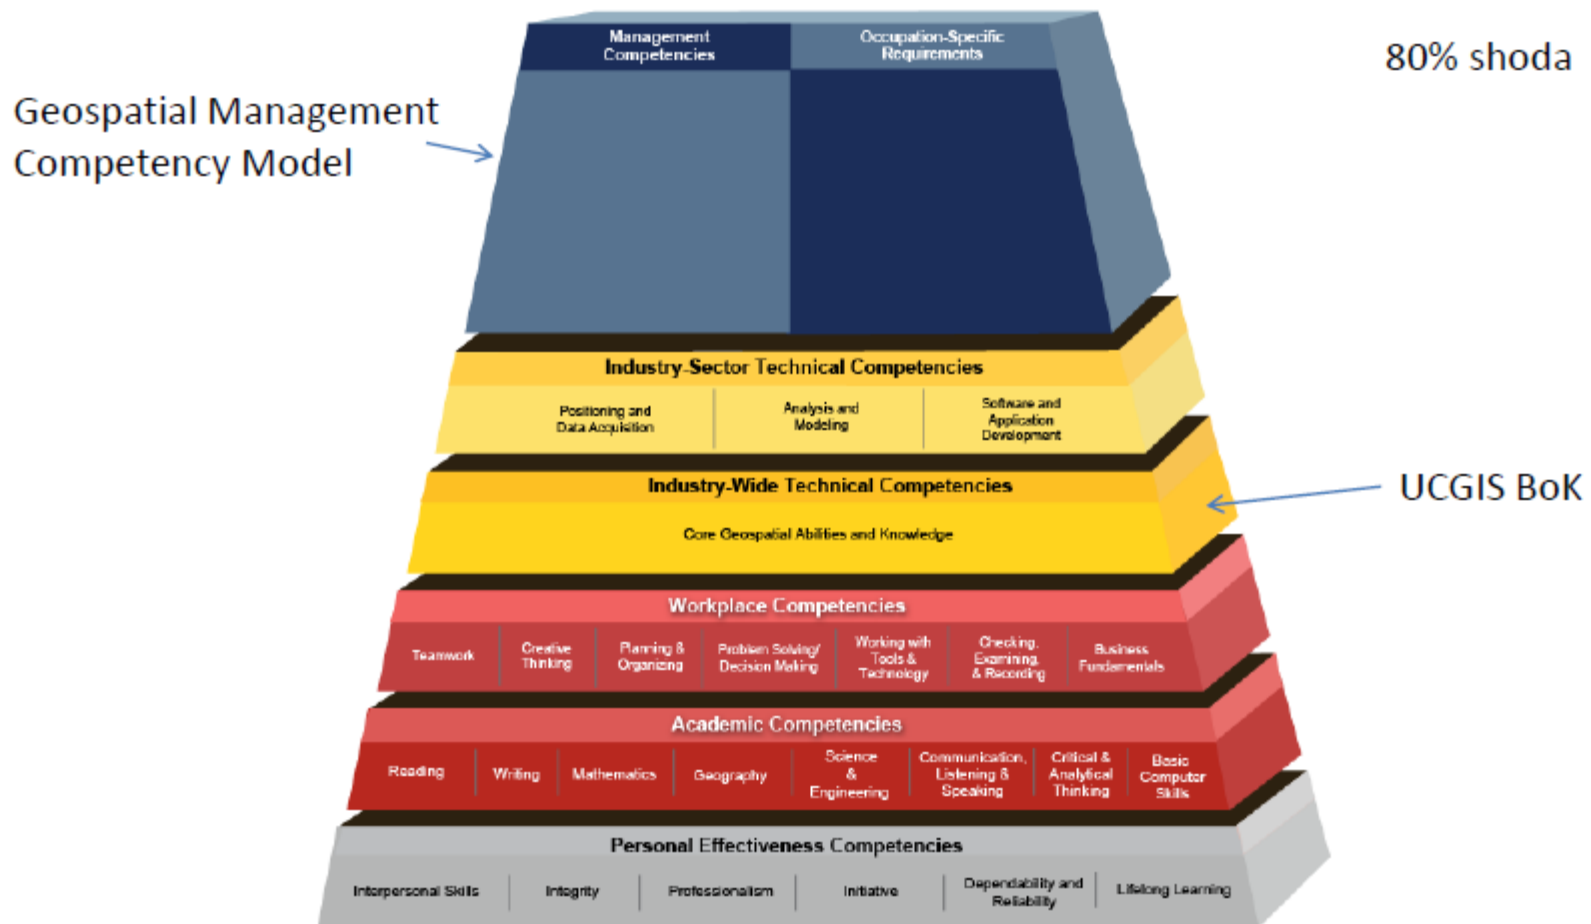 Management
Competencies
Occupation-Specific
Requirements
80% shoda
Geospatial Management
Competency Model
Industry-Sector Technical Competencies
Positioning and
Data Acquisition
Analysis and
Modeling
Software and
Application
Development
Industry-Wide Technical Competencies
Core Geospatial Abilities and Knowledge
UCGIS BoK
Workplace Competencies
Teamwork
Creative
Thinking
Planning &
Organizing
Problem Solving/
Decision Making
Working with
Tools &
Technology
Checking,
Examining,
& Recording
Business
Fundamentals
Academic Competencies
Reading
Writing
Mathematics
Geography
Science
&
Engineering
Communication,
Listening &
Speaking
Critical &
Analytical
Thinking
Basic
Computer
Skills
Personal Effectiveness Competencies
Interpersonal Skills
Integrity
Professionalism
Initiative
Dependability and
Reliability
Lifelong Learning